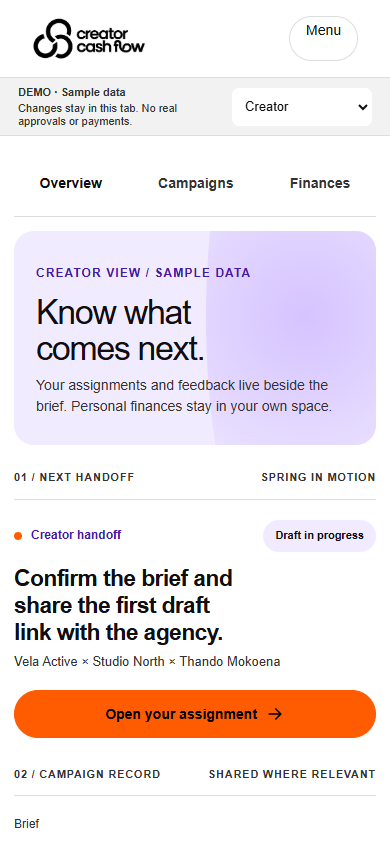 creator
cash flow
Menu
DEMO · Sample data
Changes stay in this tab. No real
approvals or payments.
Creator
Overview
Campaigns
Finances
CREATOR VIEW / SAMPLE DATA
Know what
comes next.
Your assignments and feedback live beside the
brief. Personal finances stay in your own space.
01 / NEXT HANDOFF
SPRING IN MOTION
Creator handoff
Draft in progress
Confirm the brief and
share the first draft
link with the agency.
Vela Active × Studio North × Thando Mokoena
Open your assignment →
02 / CAMPAIGN RECORD
SHARED WHERE RELEVANT
Brief